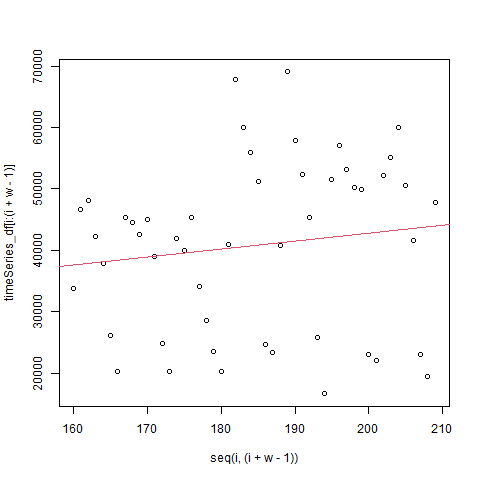 timeSeries_df[i:(i + w - 1)]
70000
60000
50000
40000
30000
20000
160 170 180 190 200 210
seq(i, (i + w - 1))